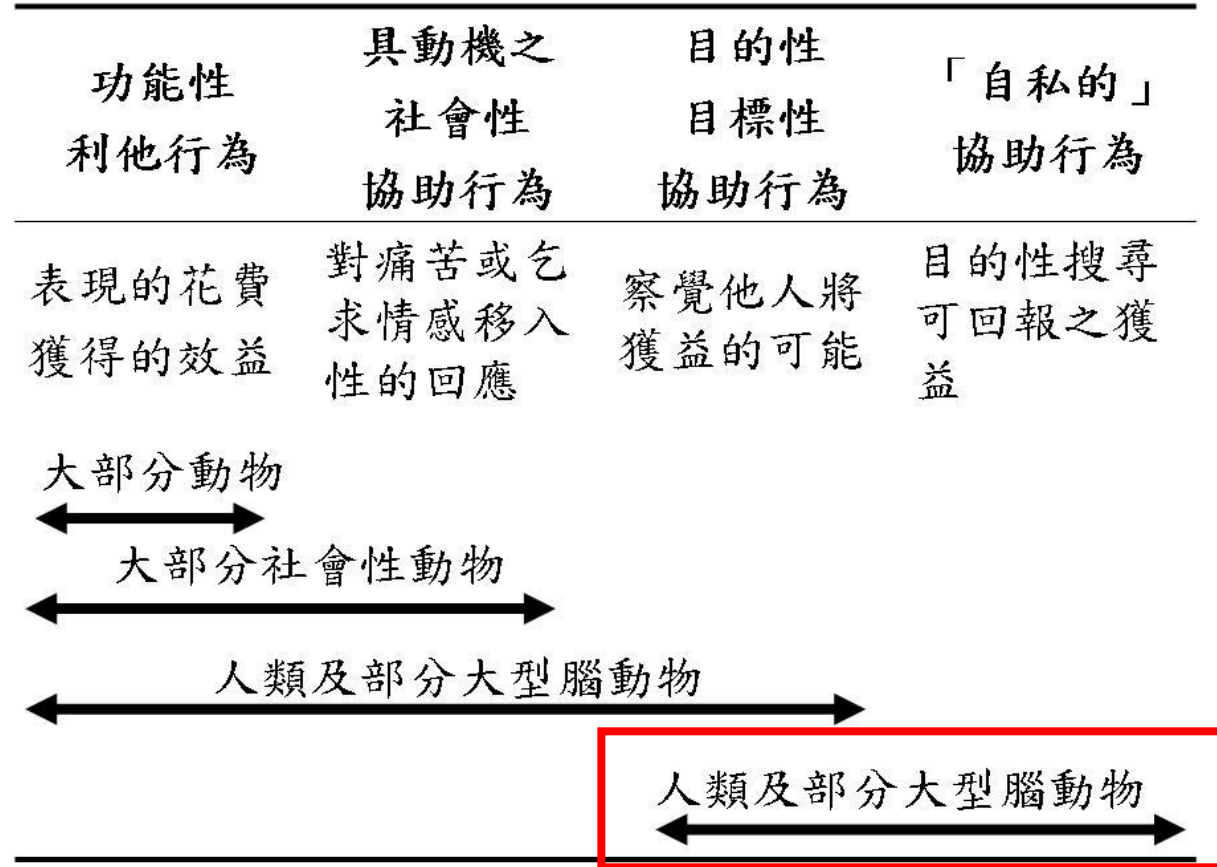 功能性
利他行為
具動機之
社會性
協助行為
目的性
目標性
協助行為
「自私的」
協助行為
表現的花費
獲得的效益
對痛苦或乞
求情感移入
性的回應
察覺他人將
獲益的可能
目的性搜尋
可回報之獲
益
大部分動物
大部分社會性動物
人類及部分大型腦動物
人類及部分大型腦動物